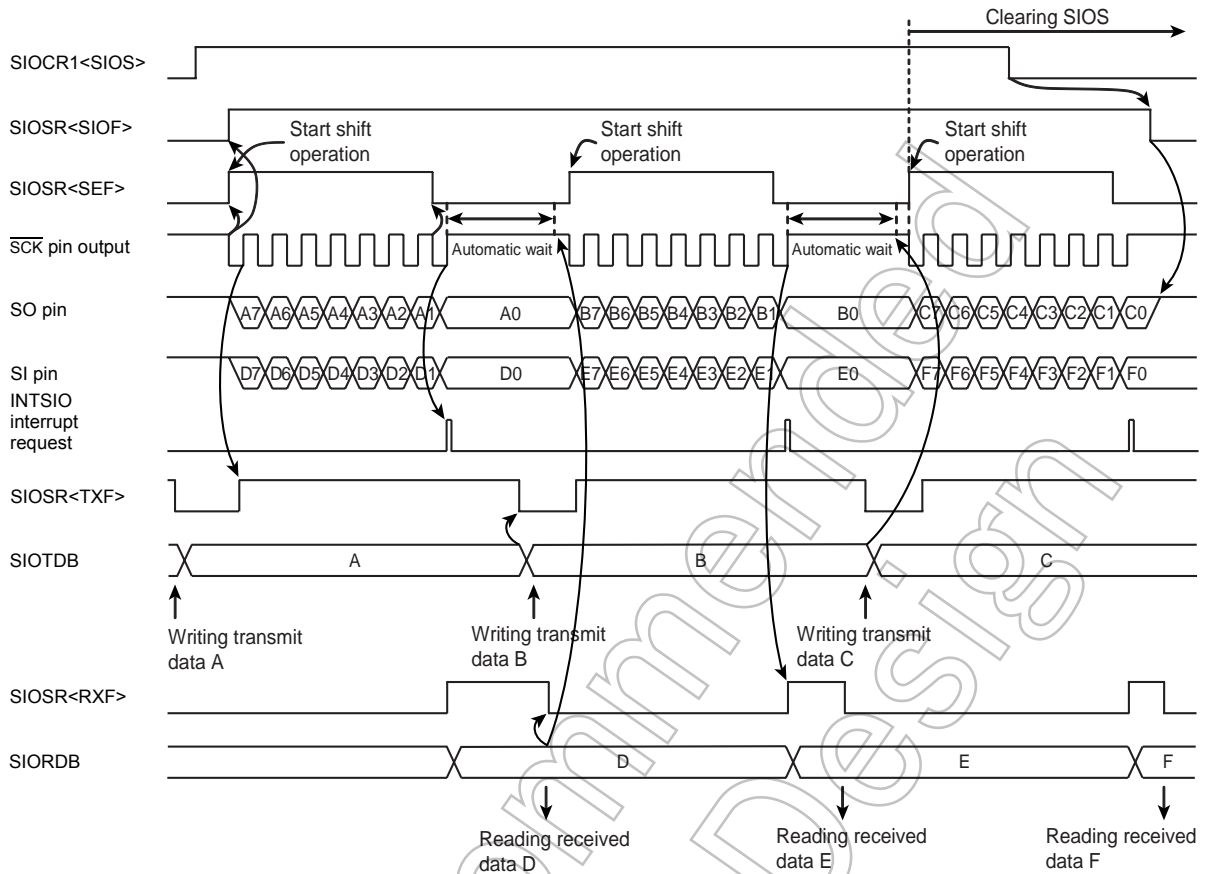 Clearing SIOS
SIOCR1<SIOS>
SIOSR<SIOF>
Start shift
operation
Start shift
operation
Start shift
operation
SIOSR<SEF>
SCK pin output
Automatic wait
Automatic wait
SO pin
A7 A6 A5 A4 A3 A2 A1 A0 B7 B6 B5 B4 B3 B2 B1 B0 C7 C6 C5 C4 C3 C2 C1 C0
SI pin
D7 D6 D5 D4 D3 D2 D1 D0 E7 E6 E5 E4 E3 E2 E1 E0 F7 F6 F5 F4 F3 F2 F1 F0
INTSIO
interrupt
request
SIOSR<TXF>
SIOTDB
A B C
Writing transmit
data A
Writing transmit
data B
Writing transmit
data C
SIOSR<RXF>
SIORDB
D E F
Reading received
data D
Reading received
data E
Reading received
data F
Design